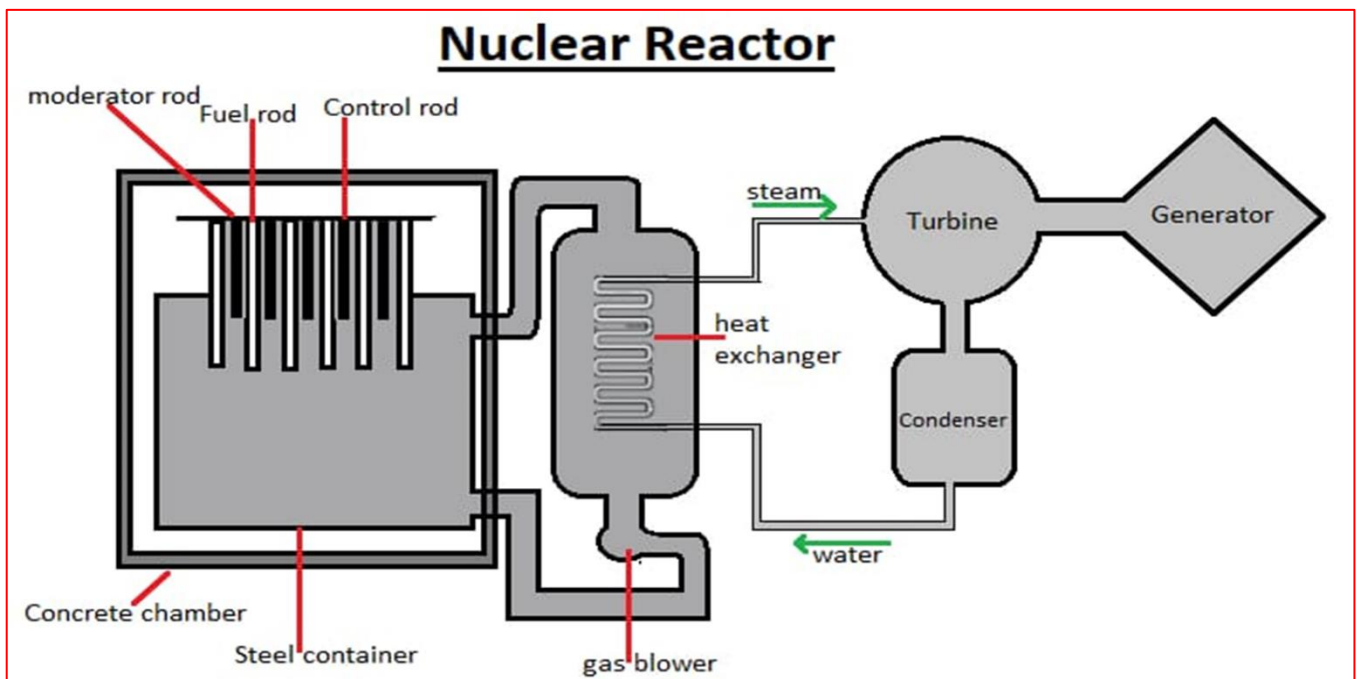 Nuclear Reactor
moderator rod
Fuel rod
Control rod
steam
Turbine
Generator
heat
exchanger
Condenser
water
Concrete chamber
Steel container
gas blower